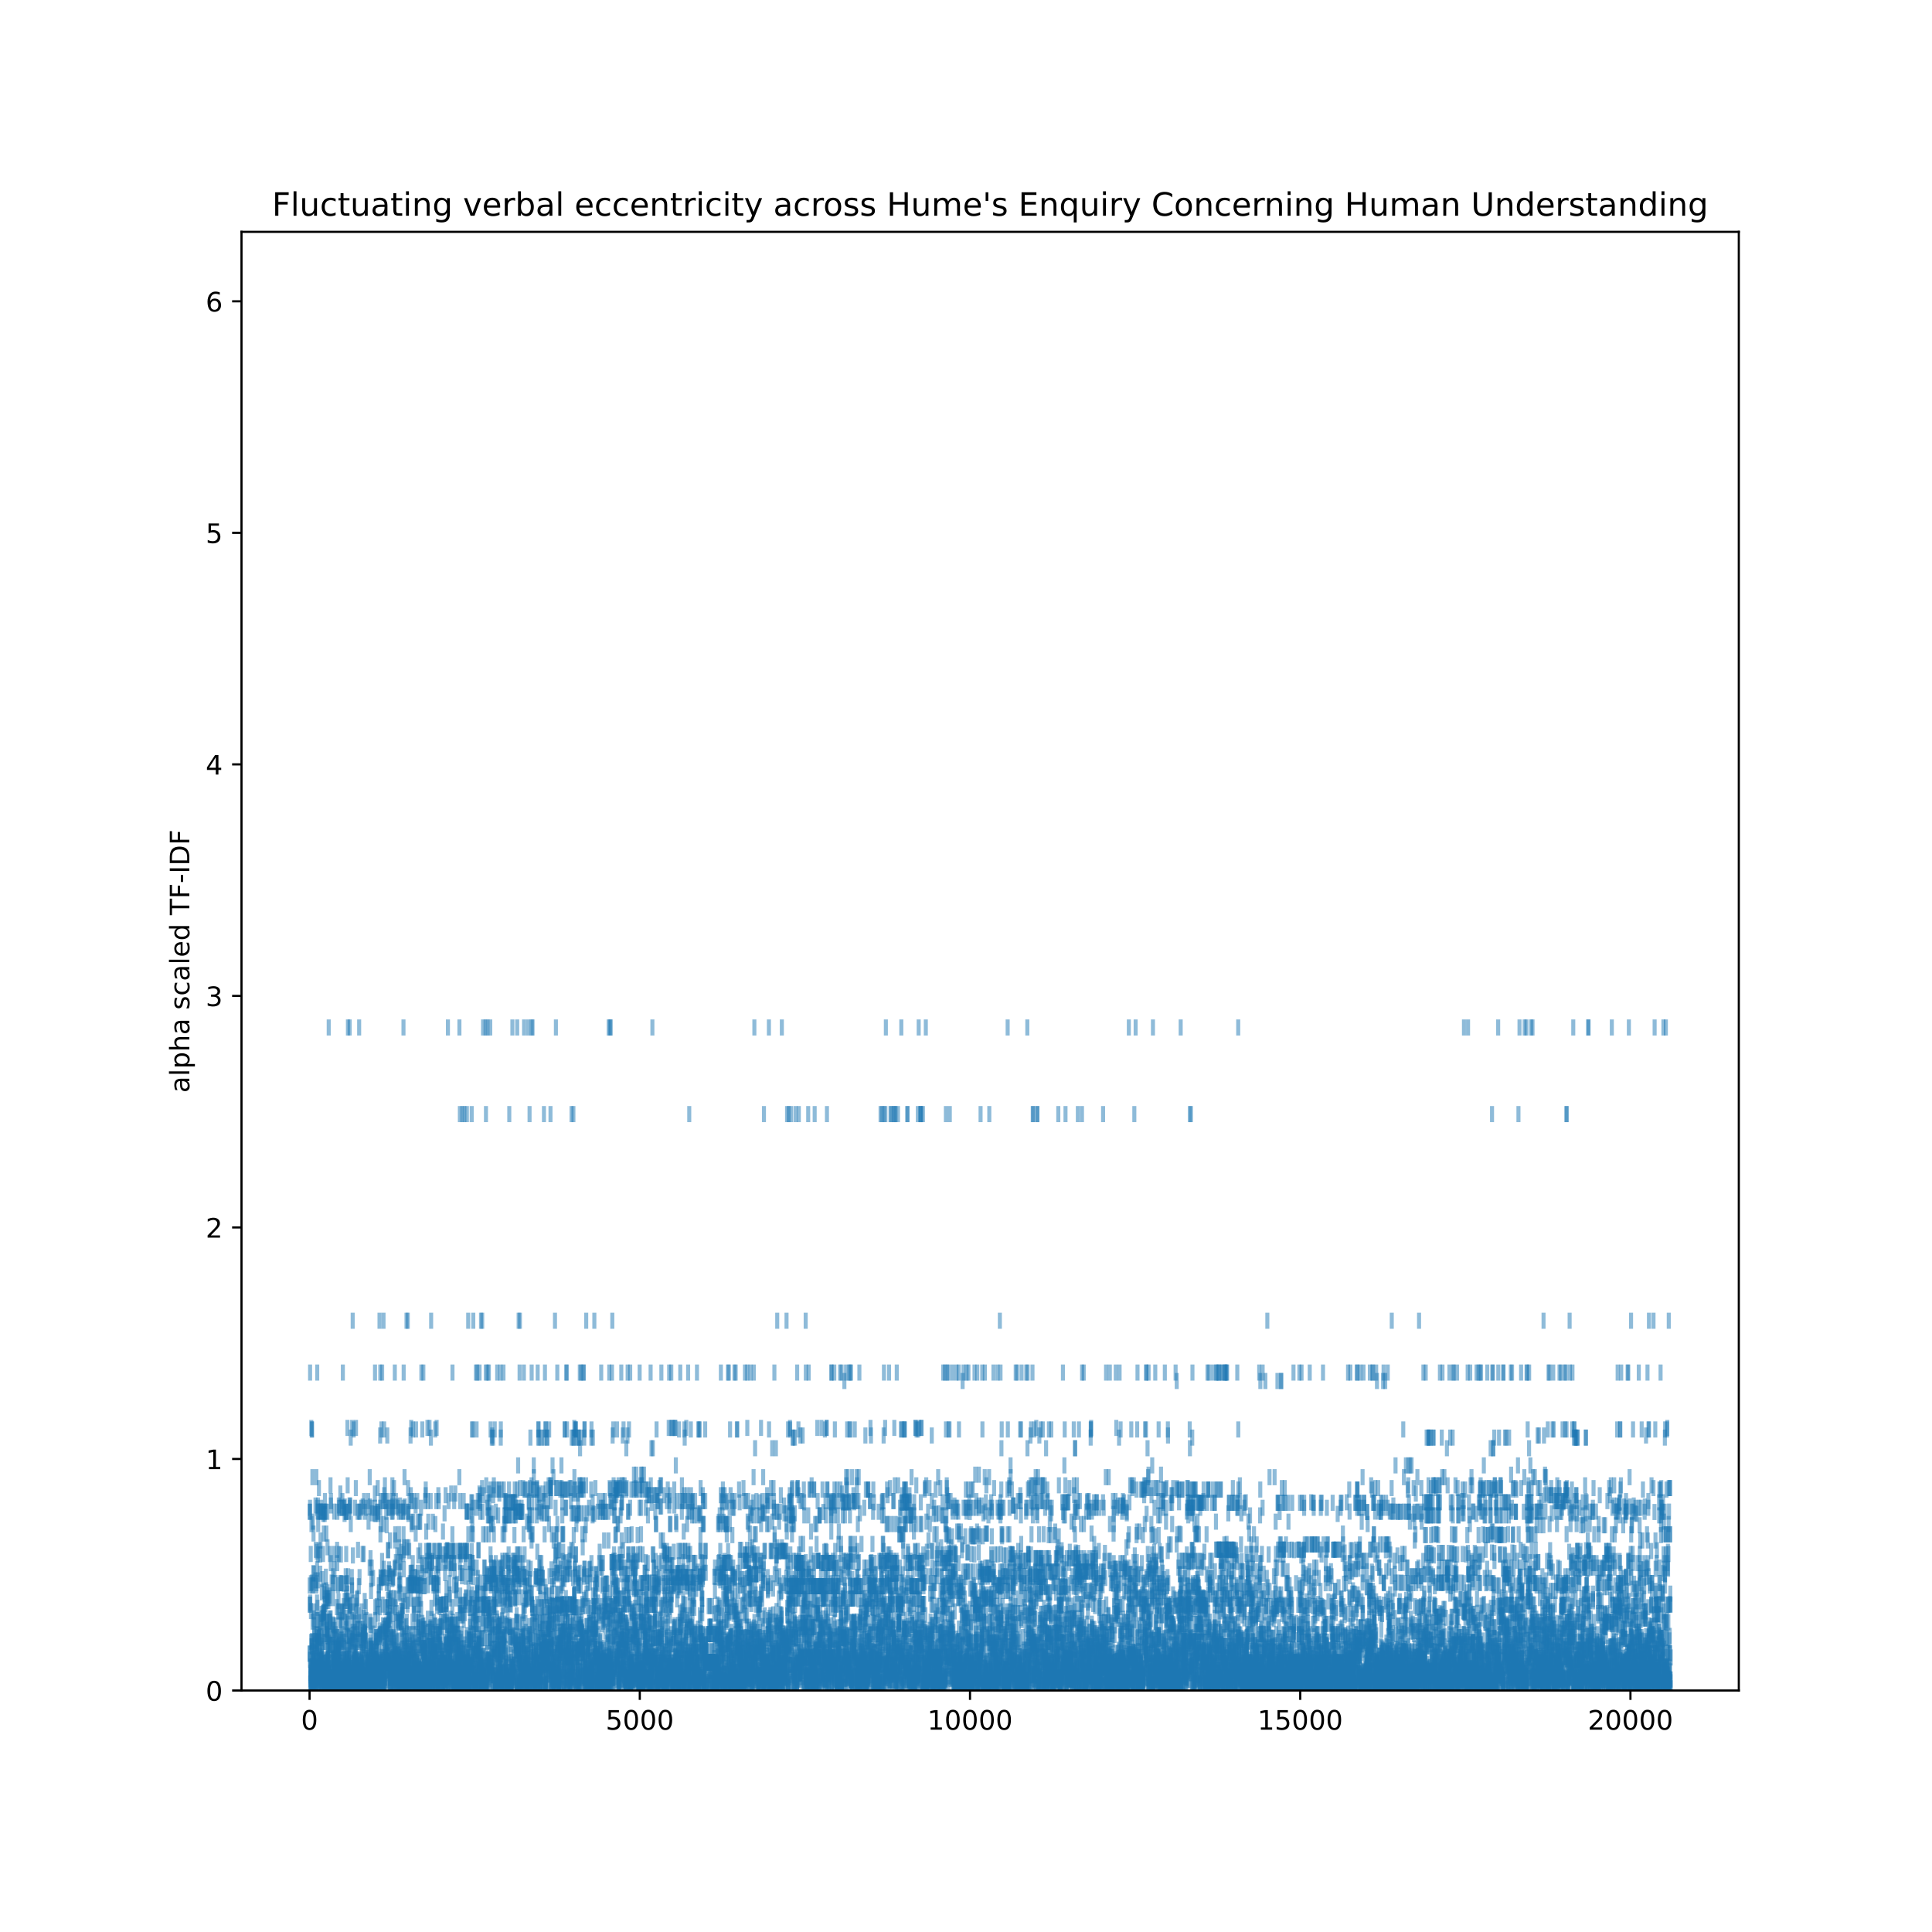 Fluctuating verbal eccentricity across Hume's Enquiry Concerning Human Understanding
6
5
4
3
2
1
0
alpha scaled TF-IDF
0 5000 10000 15000 20000